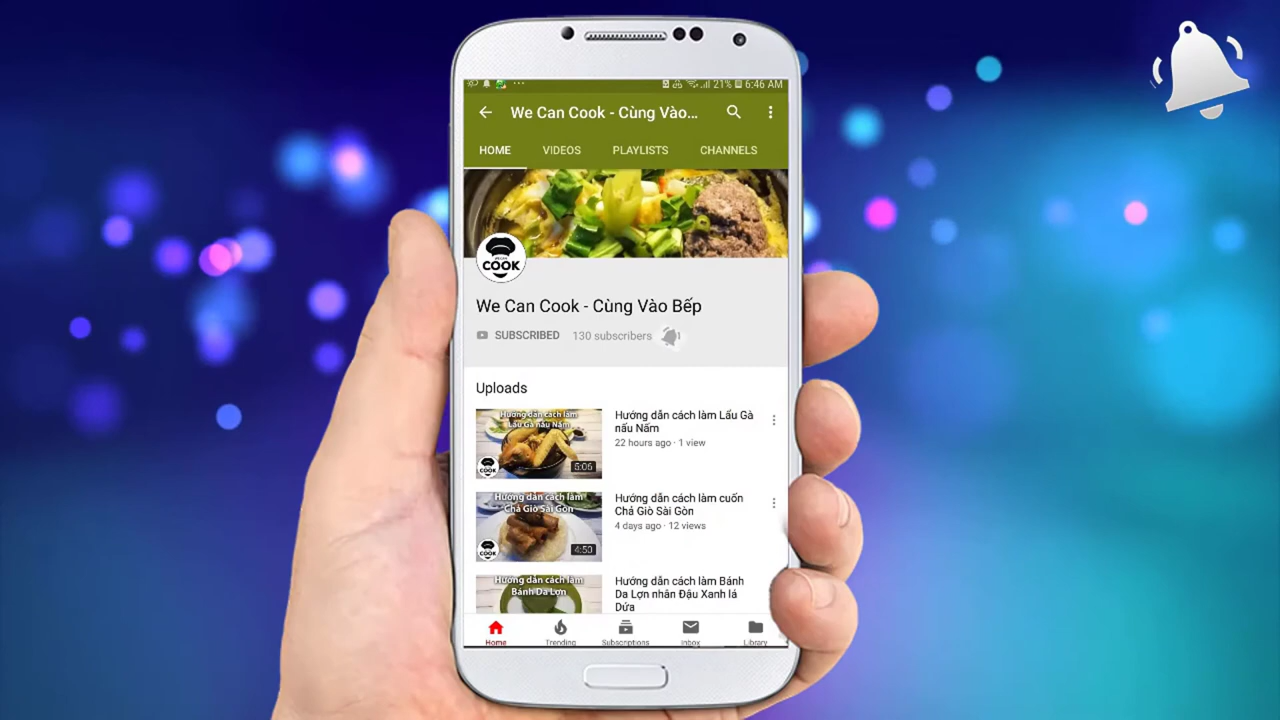 21% 6:46 AM
We Can Cook - Cùng Vào...
HOME VIDEOS PLAYLISTS CHANNELS
COOK
We Can Cook - Cùng Vào Bếp
SUBSCRIBED 130 subscribers
Uploads
Hướng dẫn cách làm
Lẩu Gà nấu Nấm
COOK
5:06
Hướng dẫn cách làm Lẩu Gà
nấu Nấm
22 hours ago · 1 view
Hướng dẫn cách làm
Chả Giò Sài Gòn
COOK
4:50
Hướng dẫn cách làm cuốn
Chả Giò Sài Gòn
4 days ago · 12 views
Hướng dẫn cách làm
Bánh Da Lợn
Hướng dẫn cách làm Bánh
Da Lợn nhân Đậu Xanh lá
Dứa
Home Trending Subscriptions Inbox Library